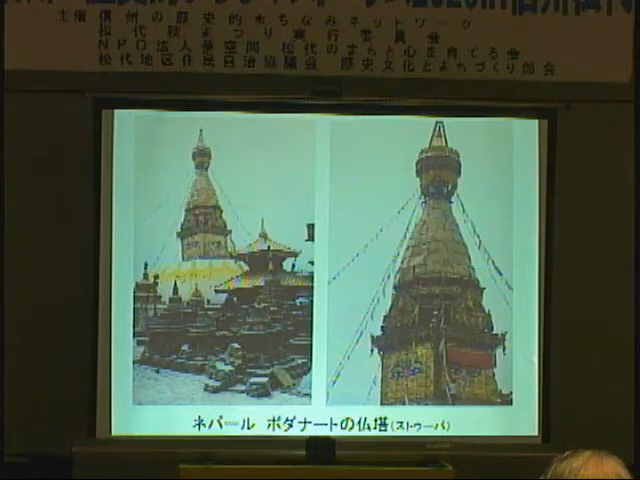 主催 信州の歴史的まちなみネットワーク
松代秋まつり実行委員会
NPO法人夢空間 松代のまちと心を育てる会
松代地区住民自治協議会 歴史文化とまちづくり部会
ネパール ボダナートの仏塔(ストゥーパ)